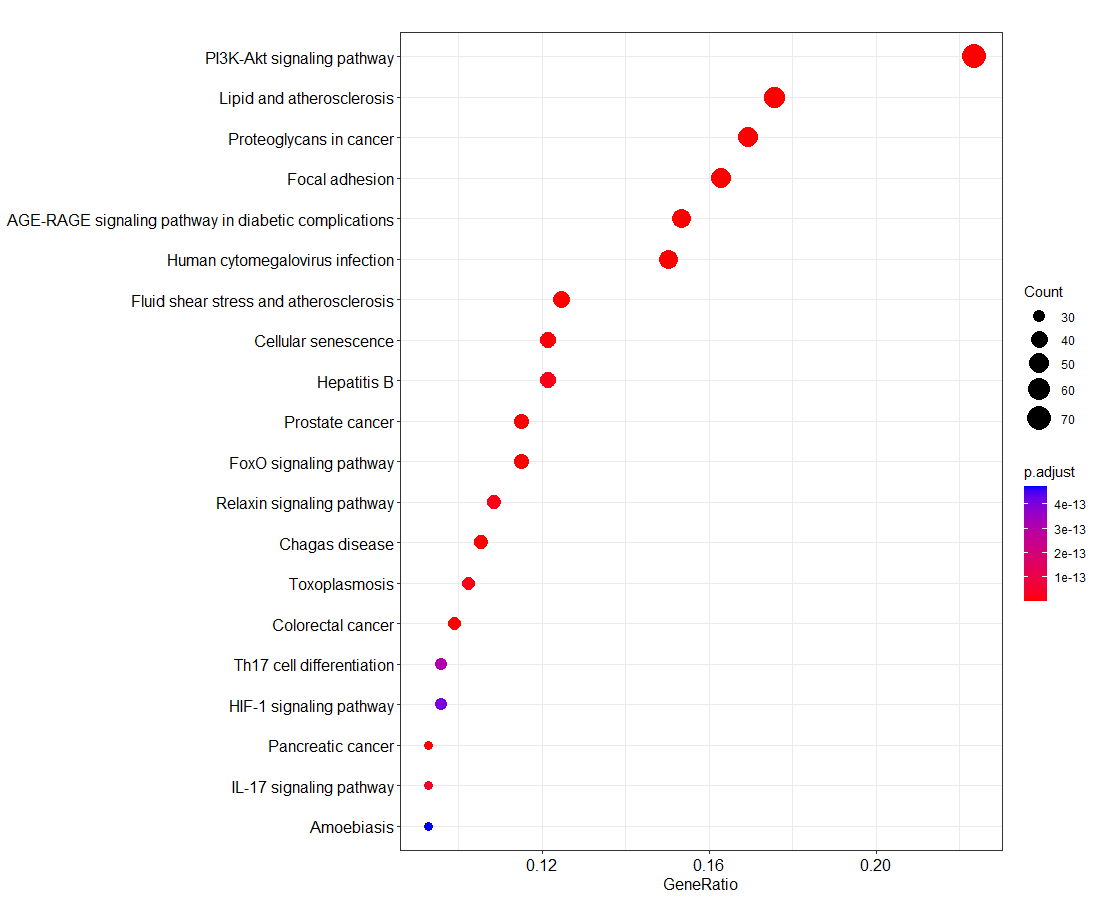 PI3K-Akt signaling pathway
Lipid and atherosclerosis
Proteoglycans in cancer
Focal adhesion
AGE-RAGE signaling pathway in diabetic complications
Human cytomegalovirus infection
Fluid shear stress and atherosclerosis
Cellular senescence
Hepatitis B
Prostate cancer
FoxO signaling pathway
Relaxin signaling pathway
Chagas disease
Toxoplasmosis
Colorectal cancer
Th17 cell differentiation
HIF-1 signaling pathway
Pancreatic cancer
IL-17 signaling pathway
Amoebiasis
0.12 0.16 0.20
GeneRatio
Count
30
40
50
60
70
p.adjust
4e-13
3e-13
2e-13
1e-13